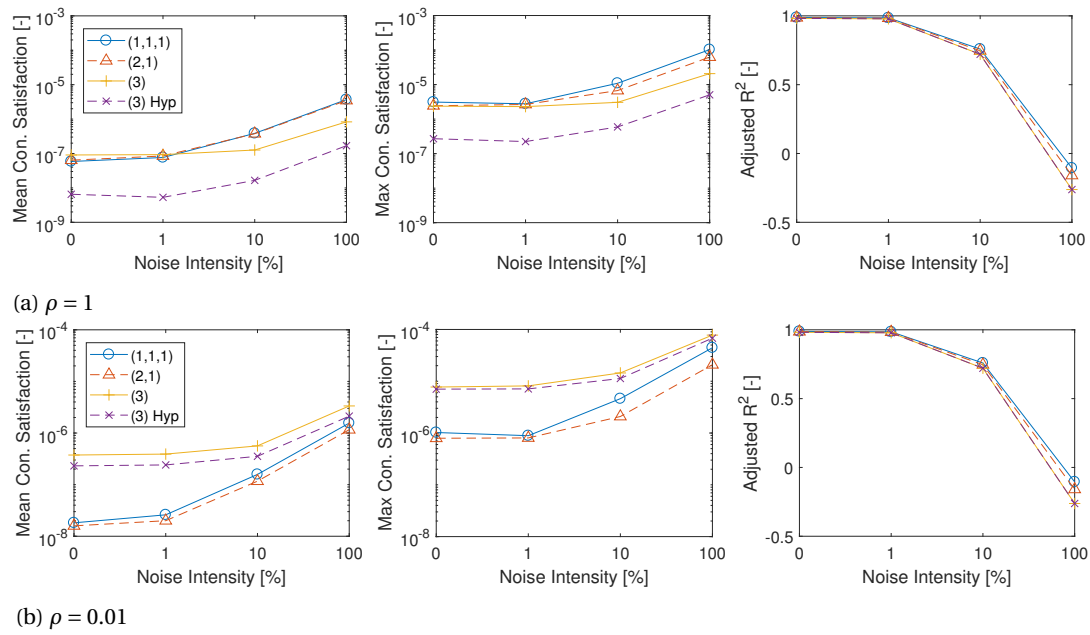 Mean Con. Satisfaction [-]
10^-3
10^-5
10^-7
10^-9
(1,1,1)
(2,1)
(3)
(3) Hyp
0 1 10 100
Noise Intensity [%]
Max Con. Satisfaction [-]
10^-3
10^-5
10^-7
10^-9
0 1 10 100
Noise Intensity [%]
Adjusted R^2 [-]
1
0.5
0
-0.5
0 1 10 100
Noise Intensity [%]
(a) ρ = 1
Mean Con. Satisfaction [-]
10^-4
10^-6
10^-8
(1,1,1)
(2,1)
(3)
(3) Hyp
0 1 10 100
Noise Intensity [%]
Max Con. Satisfaction [-]
10^-4
10^-6
10^-8
0 1 10 100
Noise Intensity [%]
Adjusted R^2 [-]
1
0.5
0
-0.5
0 1 10 100
Noise Intensity [%]
(b) ρ = 0.01